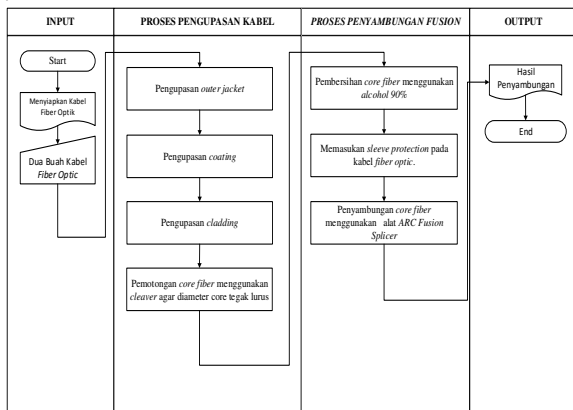 INPUT
PROSES PENGUPASAN KABEL
PROSES PENYAMBUNGAN FUSION
OUTPUT
Start
Menyiapkan Kabel
Fiber Optik
Dua Buah Kabel
Fiber Optic
Pengupasan outer jacket
Pengupasan coating
Pengupasan cladding
Pemotongan core fiber menggunakan
cleaver agar diameter core tegak lurus
Pembersihan core fiber menggunakan
alcohol 90%
Memasukan sleeve protection pada
kabel fiber optic.
Penyambungan core fiber
menggunakan alat ARC Fusion
Splicer
Hasil
Penyambungan
End